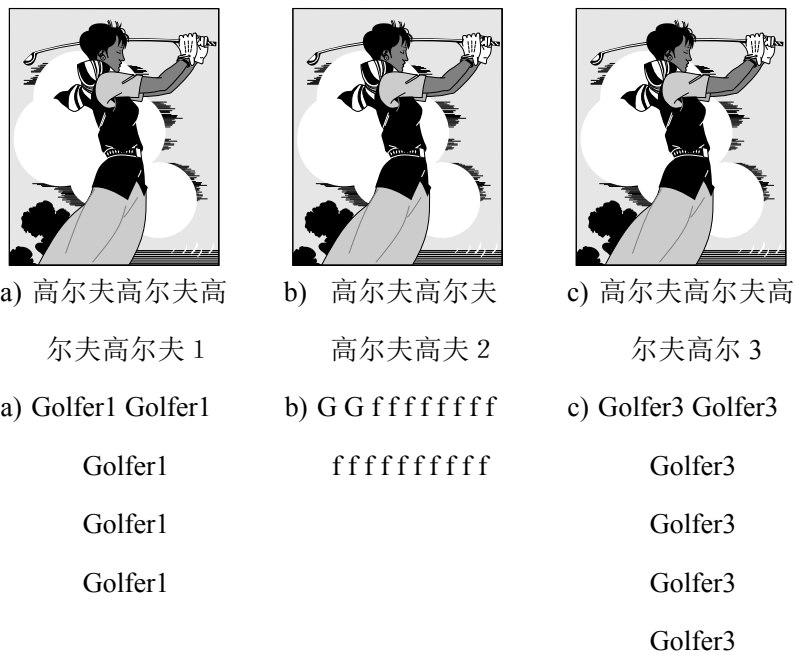 a) 高尔夫高尔夫高
尔夫高尔夫 1
b) 高尔夫高尔夫
高尔夫高夫 2
c) 高尔夫高尔夫高
尔夫高尔 3
a) Golfer1 Golfer1
Golfer1
Golfer1
Golfer1
b) G G f f f f f f f f
f f f f f f f f f f
c) Golfer3 Golfer3
Golfer3
Golfer3
Golfer3
Golfer3